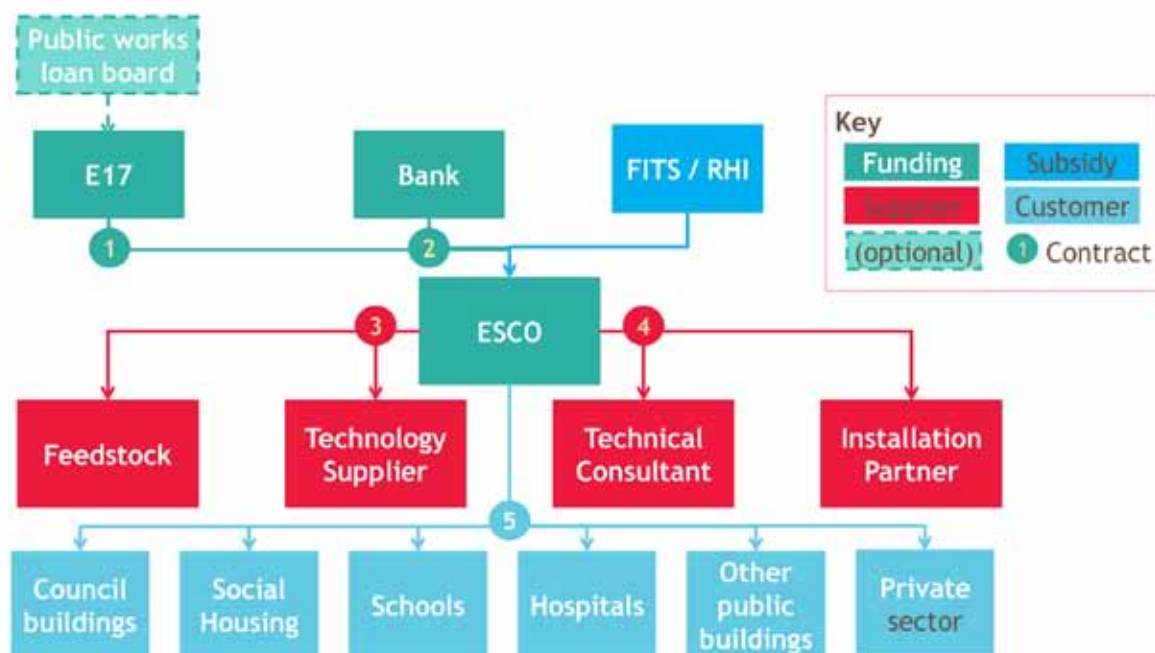 Public works
loan board
E17
Bank
FITS / RHI
Key
Funding
Subsidy
Supplier
Customer
(optional)
1 Contract
1
2
ESCO
3
4
Feedstock
Technology
Supplier
Technical
Consultant
Installation
Partner
5
Council
buildings
Social
Housing
Schools
Hospitals
Other
public
buildings
Private
sector